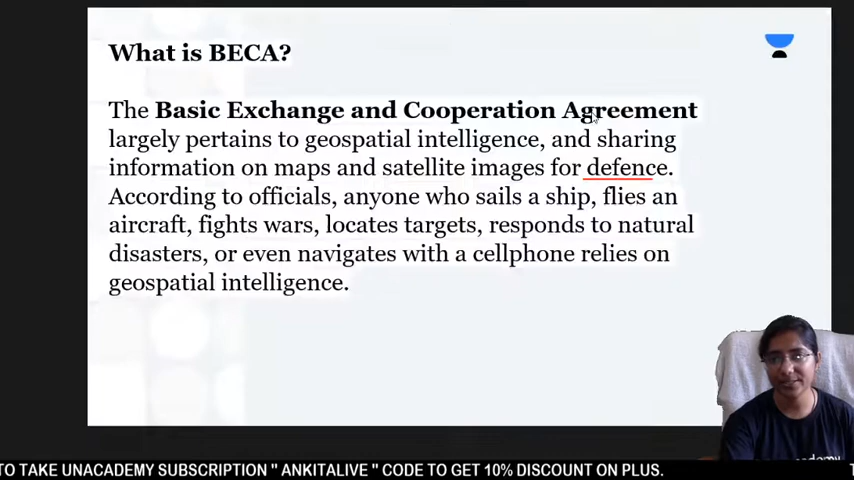 What is BECA?
The Basic Exchange and Cooperation Agreement
largely pertains to geospatial intelligence, and sharing
information on maps and satellite images for defence.
According to officials, anyone who sails a ship, flies an
aircraft, fights wars, locates targets, responds to natural
disasters, or even navigates with a cellphone relies on
geospatial intelligence.
TO TAKE UNACADEMY SUBSCRIPTION " ANKITALIVE " CODE TO GET 10% DISCOUNT ON PLUS.